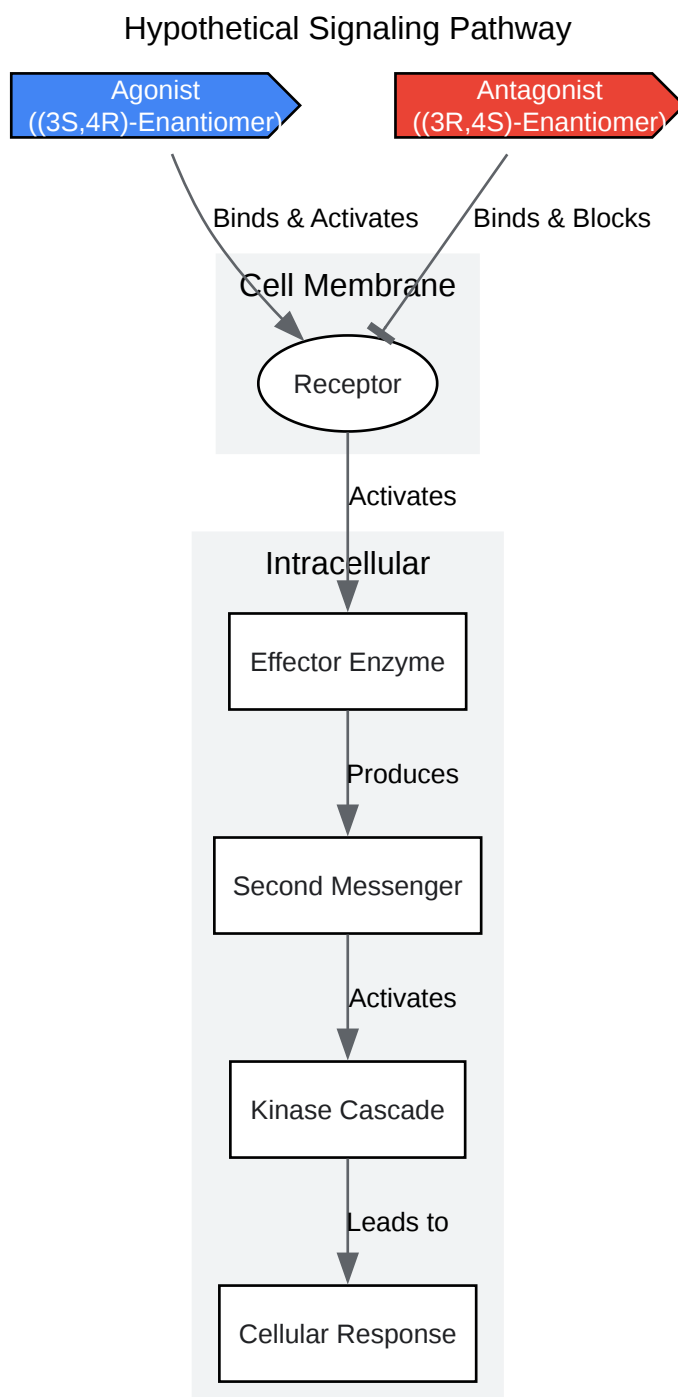 Hypothetical Signaling Pathway
Agonist
((3S,4R)-Enantiomer)
Antagonist
((3R,4S)-Enantiomer)
Binds & Activates
Binds & Blocks
Cell Membrane
Receptor
Activates
Intracellular
Effector Enzyme
Produces
Second Messenger
Activates
Kinase Cascade
Leads to
Cellular Response